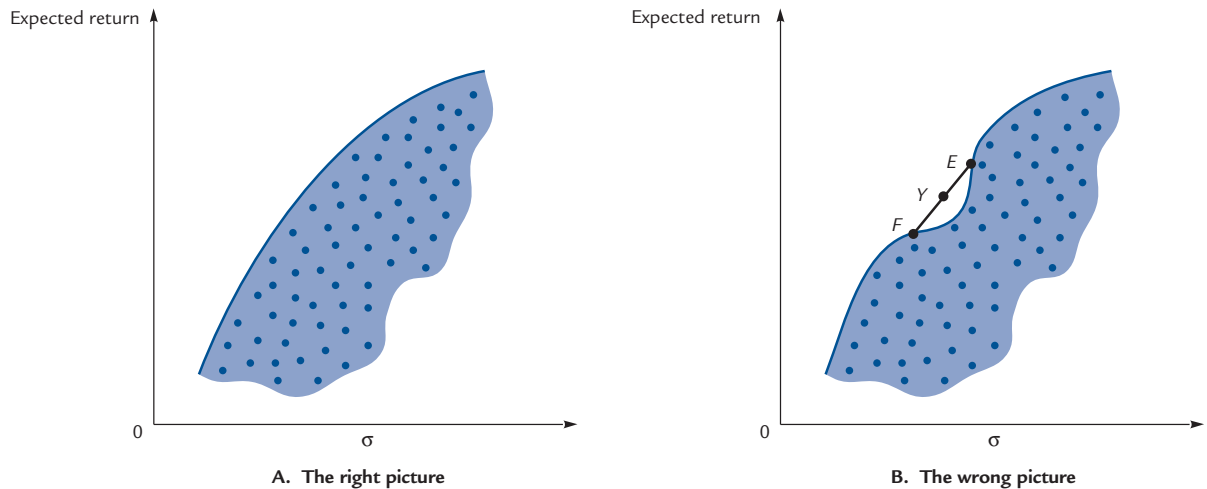 Expected return
0
σ
A. The right picture
Expected return
E
Y
F
0
σ
B. The wrong picture